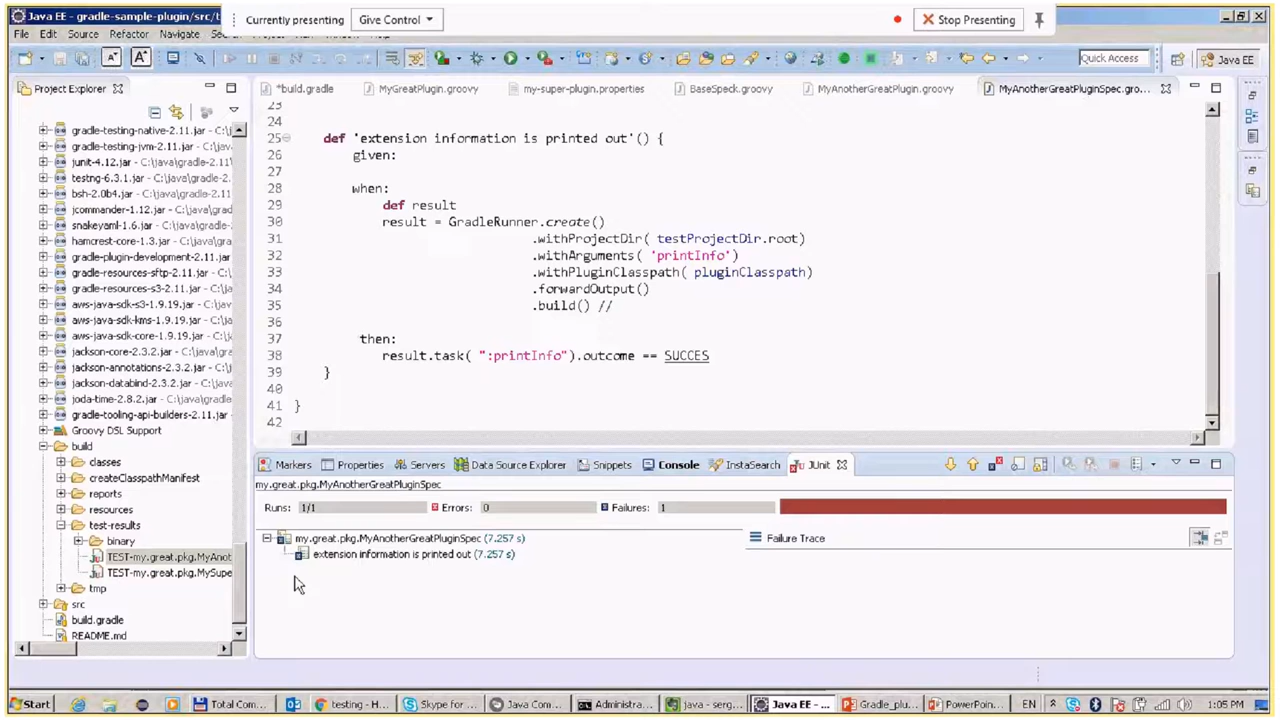 Java EE - gradle-sample-plugin/src/t
Currently presenting Give Control
Stop Presenting
File Edit Source Refactor Navigate
Quick Access
Java EE
Project Explorer
*build.gradle MyGreatPlugin.groovy my-super-plugin.properties BaseSpeck.groovy MyAnotherGreatPlugin.groovy MyAnotherGreatPluginSpec.gro...
gradle-testing-native-2.11.jar - C
gradle-testing-jvm-2.11.jar - C:\j
junit-4.12.jar - C:\java\gradle-2
testng-6.3.1.jar - C:\java\gradle
bsh-2.0b4.jar - C:\java\gradle-2
jcommander-1.12.jar - C:\java\g
snakeyaml-1.6.jar - C:\java\grad
hamcrest-core-1.3.jar - C:\java\
gradle-plugin-development-2.11.
gradle-resources-sftp-2.11.jar -
gradle-resources-s3-2.11.jar - C
aws-java-sdk-s3-1.9.19.jar - C:\j
aws-java-sdk-kms-1.9.19.jar - C:
aws-java-sdk-core-1.9.19.jar - C
jackson-core-2.3.2.jar - C:\java\
jackson-annotations-2.3.2.jar - C
jackson-databind-2.3.2.jar - C:\j
joda-time-2.8.2.jar - C:\java\gra
gradle-tooling-api-builders-2.11.j
Groovy DSL Support
build
classes
createClasspathManifest
reports
resources
test-results
binary
TEST-my.great.pkg.MyAnot
TEST-my.great.pkg.MySupe
tmp
src
build.gradle
README.md
23
24
25 def 'extension information is printed out'() {
26 given:
27
28 when:
29 def result
30 result = GradleRunner.create()
31 .withProjectDir( testProjectDir.root)
32 .withArguments( 'printInfo')
33 .withPluginClasspath( pluginClasspath)
34 .forwardOutput()
35 .build() //
36
37 then:
38 result.task( ":printInfo").outcome == SUCCES
39 }
40
41 }
42
Markers Properties Servers Data Source Explorer Snippets Console InstaSearch JUnit
my.great.pkg.MyAnotherGreatPluginSpec
Runs: 1/1 Errors: 0 Failures: 1
my.great.pkg.MyAnotherGreatPluginSpec (7.257 s)
extension information is printed out (7.257 s)
Failure Trace
Start Total Com... testing - H... Skype for ... Java Com... Administra... java - serg... Java EE - ... Gradle_plu... PowerPoin... EN 1:05 PM